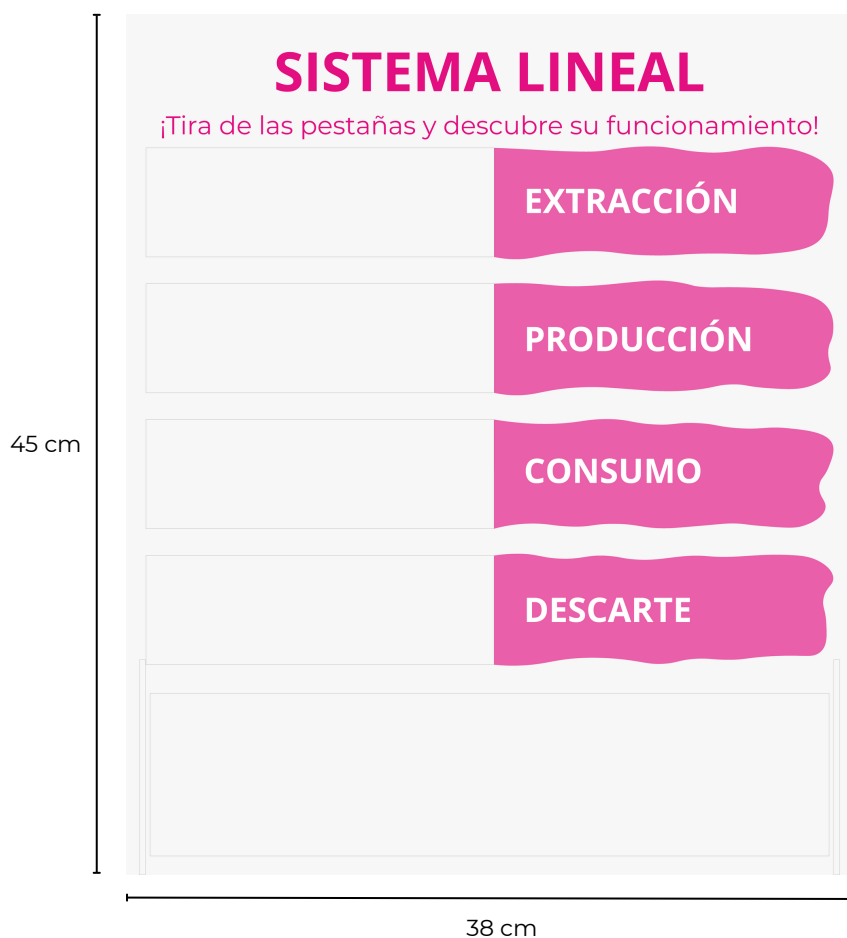 SISTEMA LINEAL
¡Tira de las pestañas y descubre su funcionamiento!
EXTRACCIÓN
PRODUCCIÓN
45 cm
CONSUMO
DESCARTE
38 cm